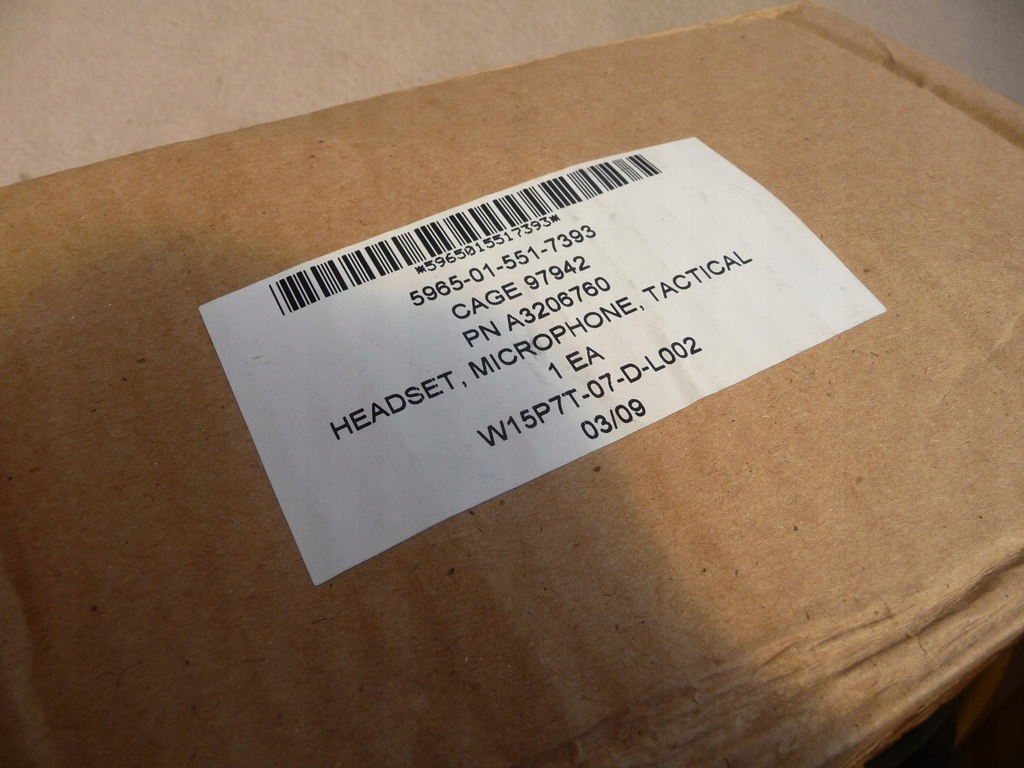 *5965015517393*
5965-01-551-7393
CAGE 97942
PN A3206760
HEADSET, MICROPHONE, TACTICAL
1 EA
W15P7T-07-D-L002
03/09